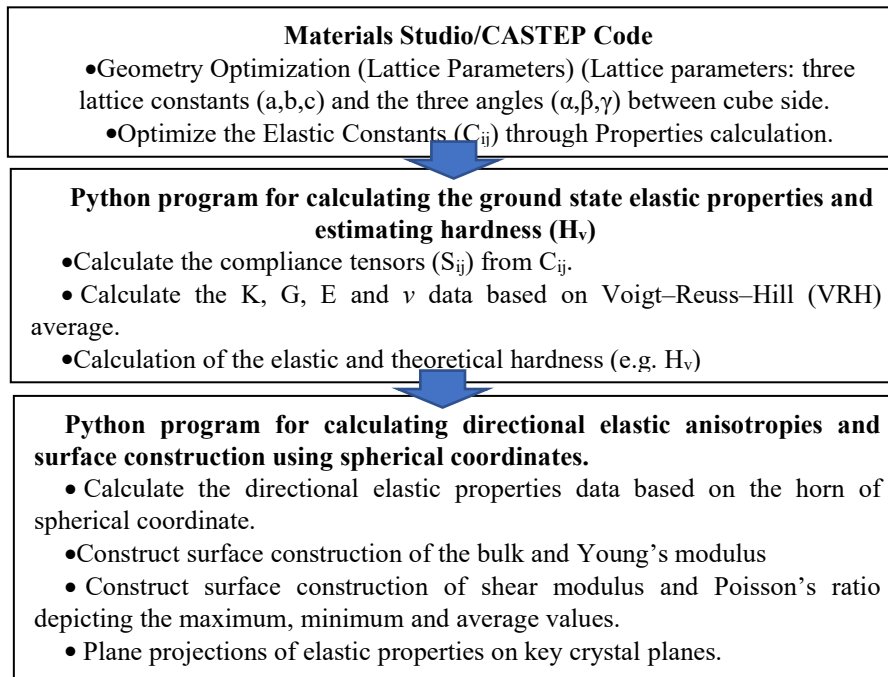 Materials Studio/CASTEP Code
•Geometry Optimization (Lattice Parameters) (Lattice parameters: three
lattice constants (a,b,c) and the three angles (α,β,γ) between cube side.
•Optimize the Elastic Constants (Cij) through Properties calculation.
Python program for calculating the ground state elastic properties and
estimating hardness (Hv)
•Calculate the compliance tensors (Sij) from Cij.
• Calculate the K, G, E and v data based on Voigt–Reuss–Hill (VRH)
average.
•Calculation of the elastic and theoretical hardness (e.g. Hv)
Python program for calculating directional elastic anisotropies and
surface construction using spherical coordinates.
• Calculate the directional elastic properties data based on the horn of
spherical coordinate.
•Construct surface construction of the bulk and Young’s modulus
• Construct surface construction of shear modulus and Poisson’s ratio
depicting the maximum, minimum and average values.
• Plane projections of elastic properties on key crystal planes.